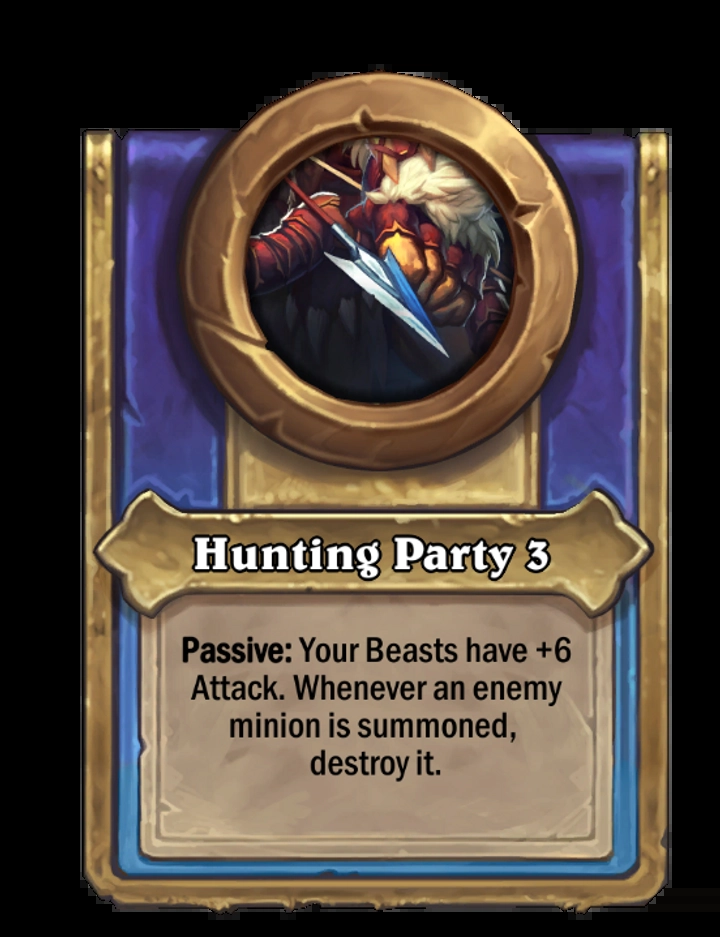 Hunting Party 3
Passive: Your Beasts have +6
Attack. Whenever an enemy
minion is summoned,
destroy it.